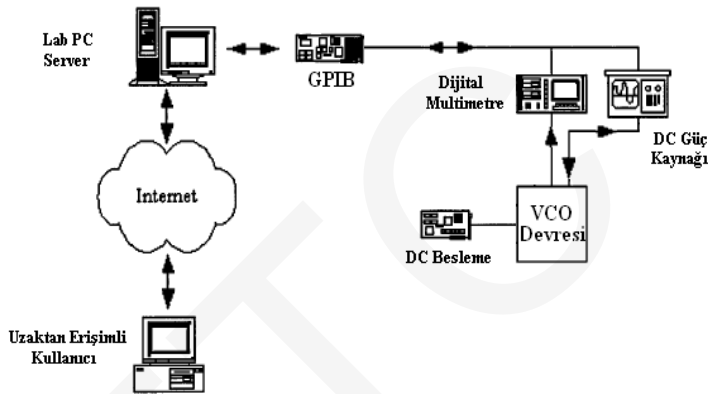 Lab PC
Server
GPIB
Dijital
Multimetre
DC Güç
Kaynağı
Internet
VCO
Devresi
DC Besleme
Uzaktan Erişimli
Kullanıcı